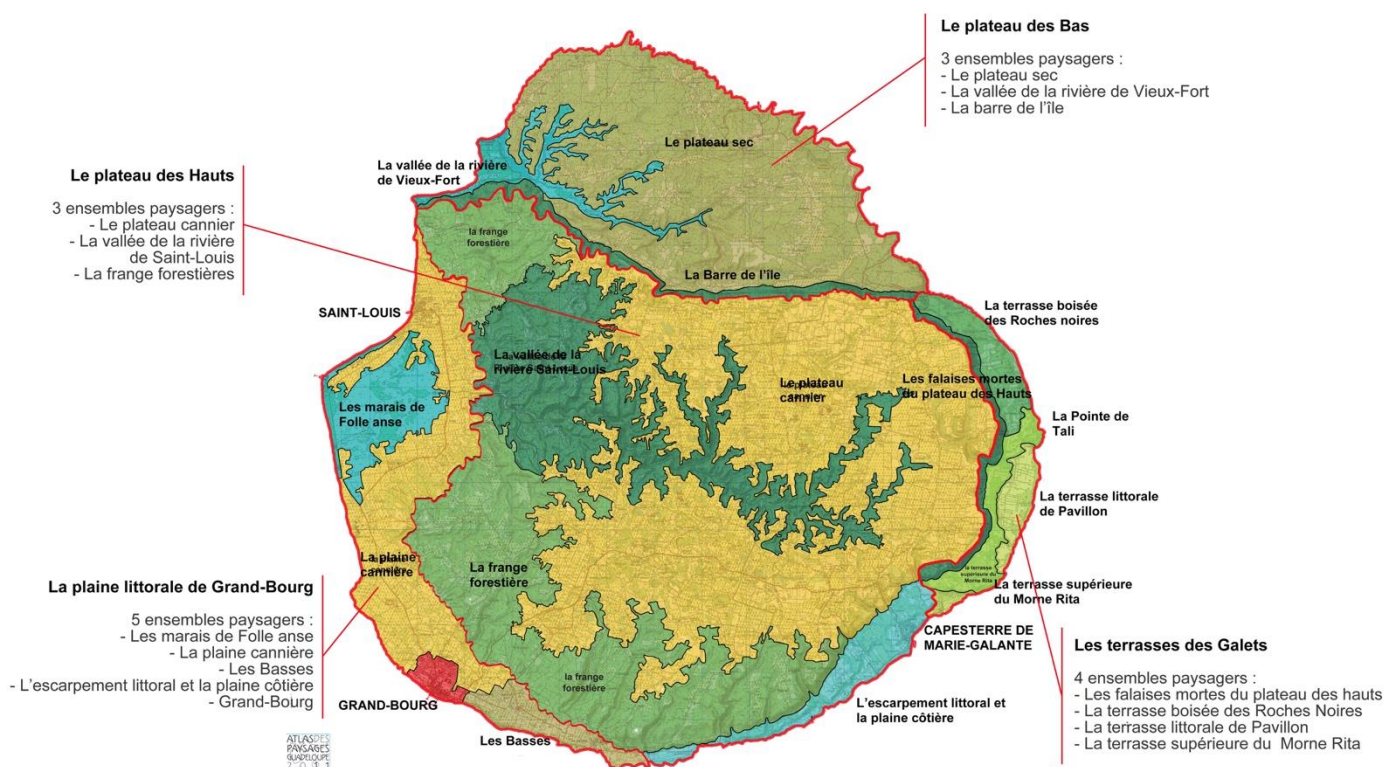 Le plateau des Bas
3 ensembles paysagers :
- Le plateau sec
- La vallée de la rivière de Vieux-Fort
- La barre de l'île
Le plateau sec
La vallée de la rivière
de Vieux-Fort
Le plateau des Hauts
3 ensembles paysagers :
- Le plateau cannier
- La vallée de la rivière
de Saint-Louis
- La frange forestières
la frange
forestière
La Barre de l'île
La terrasse boisée
des Roches noires
SAINT-LOUIS
La vallée de la
rivière Saint-Louis
Le plateau
cannier
Les falaises mortes
du plateau des Hauts
Les marais de
Folle anse
La Pointe de
Tali
La terrasse littorale
de Pavillon
La plaine
cannière
La frange
forestière
la terrasse
supérieure du
Morne Rita
La terrasse supérieure
du Morne Rita
La plaine littorale de Grand-Bourg
5 ensembles paysagers :
- Les marais de Folle anse
- La plaine cannière
- Les Basses
- L'escarpement littoral et la plaine côtière
- Grand-Bourg
CAPESTERRE DE
MARIE-GALANTE
Les terrasses des Galets
4 ensembles paysagers :
- Les falaises mortes du plateau des hauts
- La terrasse boisée des Roches Noires
- La terrasse littorale de Pavillon
- La terrasse supérieure du Morne Rita
la frange
forestière
GRAND-BOURG
L'escarpement littoral et
la plaine côtière
Les Basses
ATLAS DES
PAYSAGES
GUADELOUPE
2011